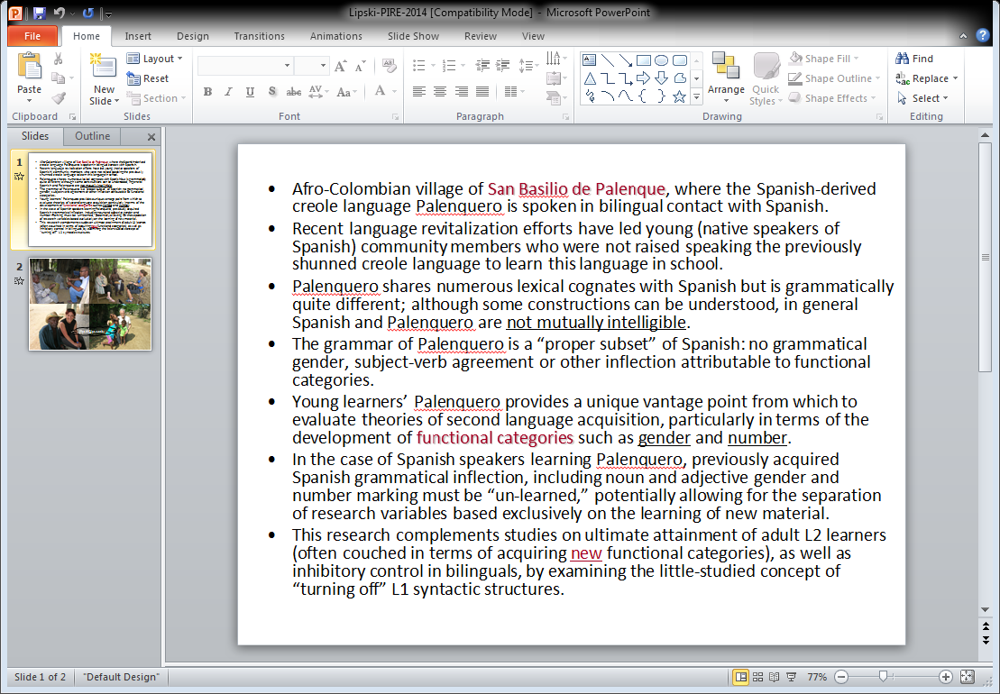 Lipski-PIRE-2014 [Compatibility Mode] - Microsoft PowerPoint
File Home Insert Design Transitions Animations Slide Show Review View
Paste
Clipboard
New Slide
Layout
Reset
Section
Slides
Font
Paragraph
Arrange
Quick Styles
Shape Fill
Shape Outline
Shape Effects
Drawing
Find
Replace
Select
Editing
Slides Outline
1
2
• Afro-Colombian village of San Basilio de Palenque, where the Spanish-derived
creole language Palenquero is spoken in bilingual contact with Spanish.
• Recent language revitalization efforts have led young (native speakers of
Spanish) community members who were not raised speaking the previously
shunned creole language to learn this language in school.
• Palenquero shares numerous lexical cognates with Spanish but is grammatically
quite different; although some constructions can be understood, in general
Spanish and Palenquero are not mutually intelligible.
• The grammar of Palenquero is a “proper subset” of Spanish: no grammatical
gender, subject-verb agreement or other inflection attributable to functional
categories.
• Young learners’ Palenquero provides a unique vantage point from which to
evaluate theories of second language acquisition, particularly in terms of the
development of functional categories such as gender and number.
• In the case of Spanish speakers learning Palenquero, previously acquired
Spanish grammatical inflection, including noun and adjective gender and
number marking must be “un-learned,” potentially allowing for the separation
of research variables based exclusively on the learning of new material.
• This research complements studies on ultimate attainment of adult L2 learners
(often couched in terms of acquiring new functional categories), as well as
inhibitory control in bilinguals, by examining the little-studied concept of
“turning off” L1 syntactic structures.
Slide 1 of 2 "Default Design" 77%